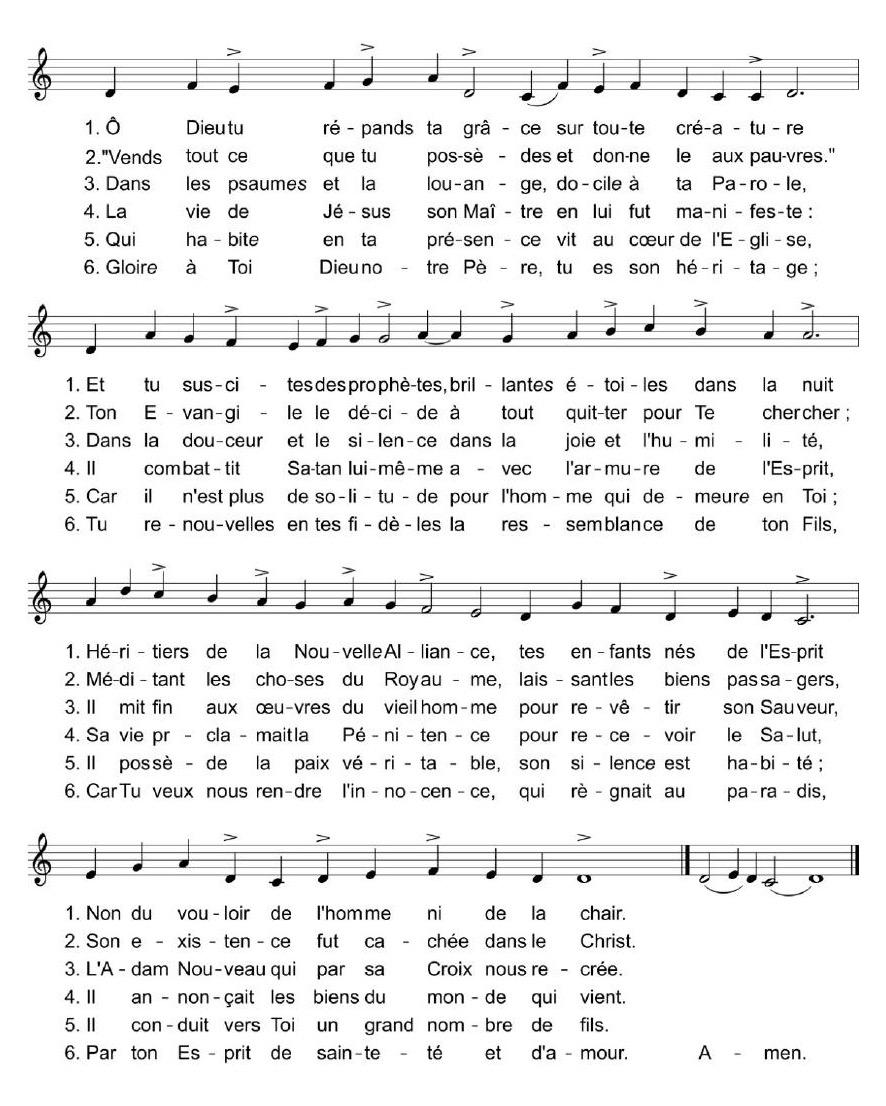 1. Ô Dieu tu ré - pands ta grâ - ce sur tou - te cré - a - tu - re
2. "Vends tout ce que tu pos - sè - des et don - ne le aux pau - vres."
3. Dans les psaumes et la lou - an - ge, do - cile à ta Pa - ro - le,
4. La vie de Jé - sus son Maî - tre en lui fut ma - ni - fes - te :
5. Qui ha - bite en ta pré - sen - ce vit au cœur de l'E - gli - se,
6. Gloire à Toi Dieu no - tre Pè - re, tu es son hé - ri - ta - ge ;
1. Et tu sus - ci - tes des pro phè - tes, bril - lantes é - toi - les dans la nuit
2. Ton E - van - gi - le le dé - ci - de à tout quit - ter pour Te cher cher ;
3. Dans la dou - ceur et le si - len - ce dans la joie et l'hu - mi - li - té,
4. Il com bat - tit Sa - tan lui - mê - me a - vec l'ar - mu - re de l'Es - prit,
5. Car il n'est plus de so - li - tu - de pour l'hom - me qui de - meure en Toi ;
6. Tu re - nou - velles en tes fi - dè - les la res - sem blance de ton Fils,
1. Hé - ri - tiers de la Nou - velle Al - lian - ce, tes en - fants nés de l'Es - prit
2. Mé - di - tant les cho - ses du Roy au - me, lais - sant les biens pas sa - gers,
3. Il mit fin aux œu - vres du vieil hom - me pour re - vê - tir son Sau veur,
4. Sa vie pr - cla - mait la Pé - ni - ten - ce pour re - ce - voir le Sa - lut,
5. Il pos sè - de la paix vé - ri - ta - ble, son si - lence est ha - bi - té ;
6. Car Tu veux nous ren - dre l'in - no - cen - ce, qui rè - gnait au pa - ra - dis,
1. Non du vou - loir de l'hom me ni de la chair.
2. Son e - xis - ten - ce fut ca - chée dans le Christ.
3. L'A - dam Nou - veau qui par sa Croix nous re - crée.
4. Il an - non - çait les biens du mon - de qui vient.
5. Il con - duit vers Toi un grand nom - bre de fils.
6. Par ton Es - prit de sain - te - té et d'a - mour. A - men.